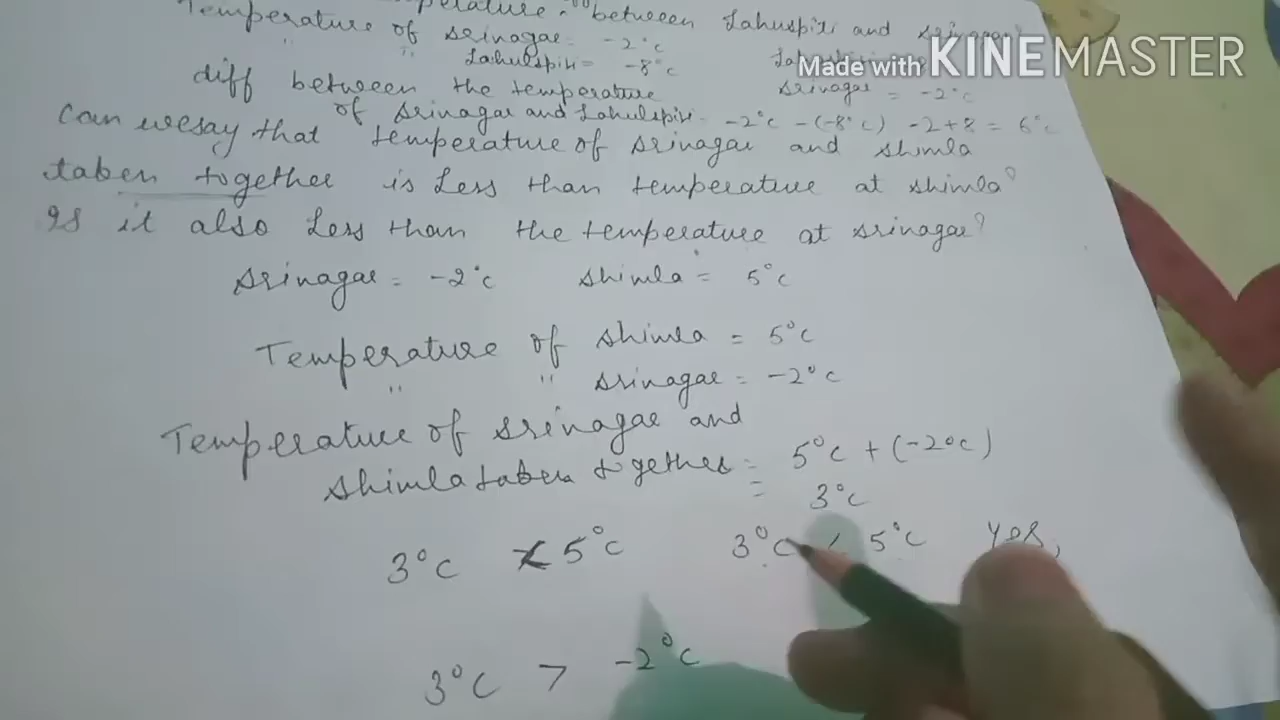 between Lahuspiti and srinagar?
Temperature of srinagar = -2°C
" " Lahulspiti = -8°C
Made with KINEMASTER
diff between the temperature srinagar = -2°C
of srinagar and Lahulspiti = -2°C -(-8°C) -2+8 = 6°C
Can we say that temperature of srinagar and shimla
taken together is Less than temperature at shimla?
Is it also Less than the temperature at srinagar?
srinagar = -2°C shimla = 5°C
Temperature of shimla = 5°C
" " srinagar = -2°C
Temperature of srinagar and
shimla taken together = 5°C + (-2°C)
= 3°C
3°C < 5°C 3°C < 5°C Yes,
3°C > -2°C